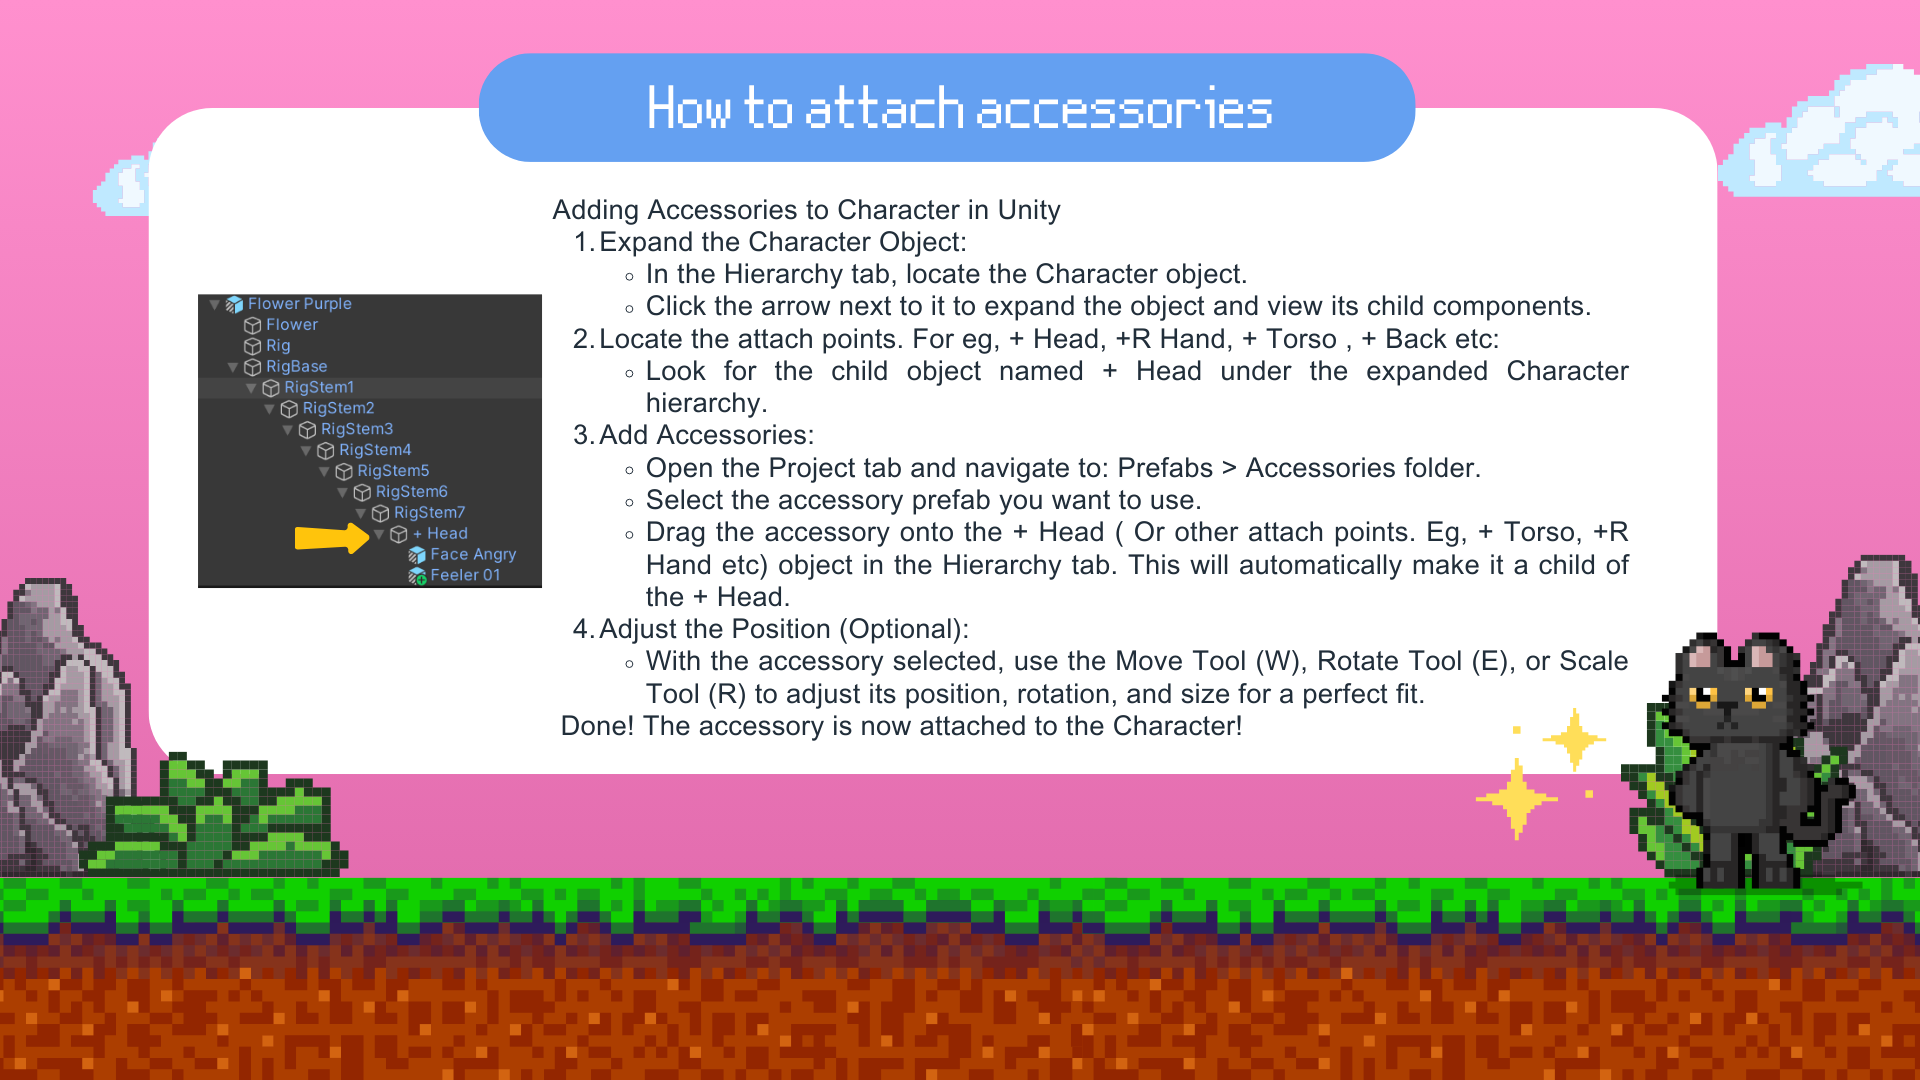 How to attach accessories
Flower Purple
Flower
Rig
RigBase
RigStem1
RigStem2
RigStem3
RigStem4
RigStem5
RigStem6
RigStem7
+ Head
Face Angry
Feeler 01
Adding Accessories to Character in Unity
1. Expand the Character Object:
◦ In the Hierarchy tab, locate the Character object.
◦ Click the arrow next to it to expand the object and view its child components.
2. Locate the attach points. For eg, + Head, +R Hand, + Torso , + Back etc:
◦ Look for the child object named + Head under the expanded Character
hierarchy.
3. Add Accessories:
◦ Open the Project tab and navigate to: Prefabs > Accessories folder.
◦ Select the accessory prefab you want to use.
◦ Drag the accessory onto the + Head ( Or other attach points. Eg, + Torso, +R
Hand etc) object in the Hierarchy tab. This will automatically make it a child of
the + Head.
4. Adjust the Position (Optional):
◦ With the accessory selected, use the Move Tool (W), Rotate Tool (E), or Scale
Tool (R) to adjust its position, rotation, and size for a perfect fit.
Done! The accessory is now attached to the Character!